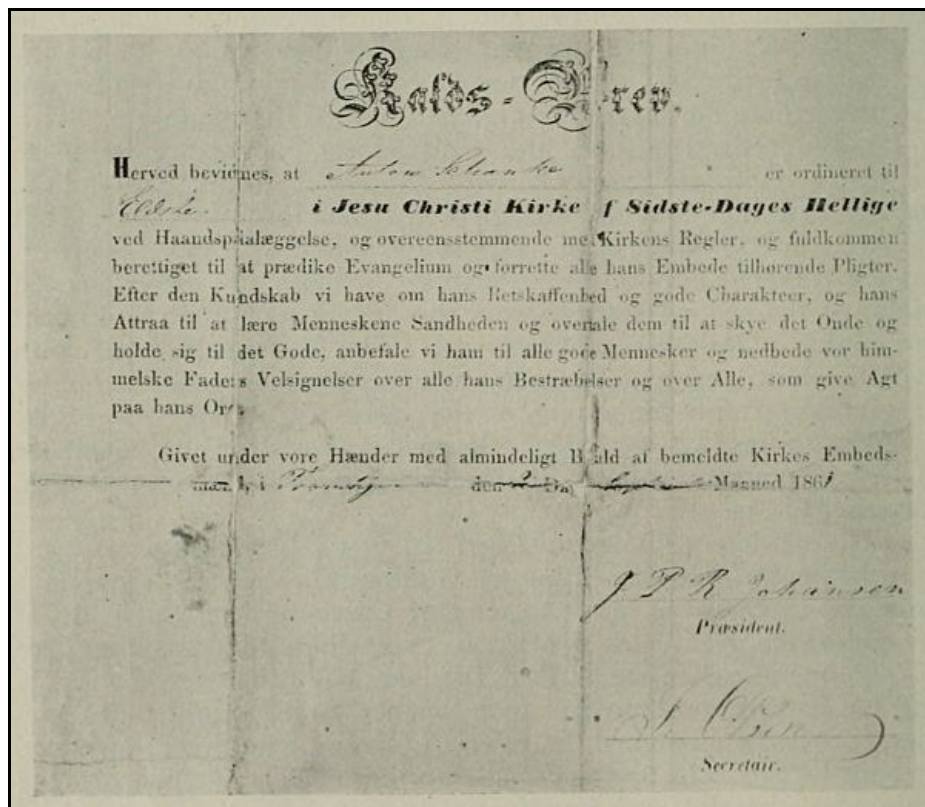 Kalds-Brev.
Herved bevidnes, at Anton Schanke er ordineret til
Eldste i Jesu Christi Kirke f Sidste-Dages Hellige
ved Haandspaalæggelse, og overeensstemmende med Kirkens Regler, og fuldkommen
berettiget til at prædike Evangelium og forrette alle hans Embede tilhørende Pligter.
Efter den Kundskab vi have om hans Retskaffenhed og gode Charakteer, og hans
Attraa til at lære Menneskene Sandheden og overtale dem til at skye det Onde og
holde sig til det Gode, anbefale vi ham til alle gode Mennesker og nedbede vor him-
melske Faders Velsignelser over alle hans Bestræbelser og over Alle, som give Agt
paa hans Ord.
Givet under vore Hænder med almindeligt Bifald af bemeldte Kirkes Embeds-
i den Maaned 1861
J P R Johansen
Præsident.
Secretair.